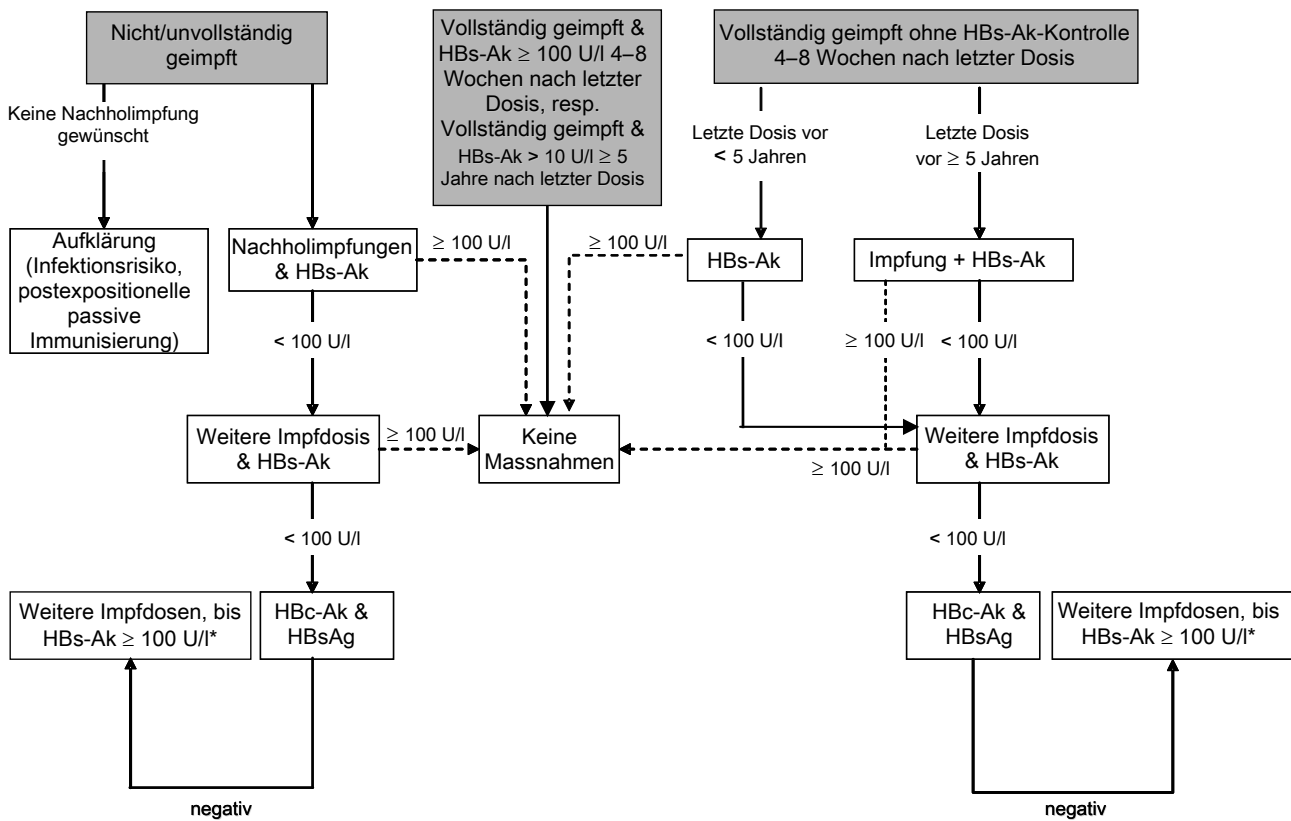 Nicht/unvollständig
geimpft
Vollständig geimpft &
HBs-Ak ≥ 100 U/l 4–8
Wochen nach letzter
Dosis, resp.
Vollständig geimpft &
HBs-Ak > 10 U/l ≥ 5
Jahre nach letzter Dosis
Vollständig geimpft ohne HBs-Ak-Kontrolle
4–8 Wochen nach letzter Dosis
Keine Nachholimpfung
gewünscht
Letzte Dosis vor
< 5 Jahren
Letzte Dosis
vor ≥ 5 Jahren
Aufklärung
(Infektionsrisiko,
postexpositionelle
passive
Immunisierung)
Nachholimpfungen
& HBs-Ak
≥ 100 U/l
≥ 100 U/l
HBs-Ak
Impfung + HBs-Ak
< 100 U/l
< 100 U/l
≥ 100 U/l
< 100 U/l
Weitere Impfdosis
& HBs-Ak
≥ 100 U/l
Keine
Massnahmen
≥ 100 U/l
Weitere Impfdosis
& HBs-Ak
< 100 U/l
< 100 U/l
Weitere Impfdosen, bis
HBs-Ak ≥ 100 U/l*
HBc-Ak &
HBsAg
HBc-Ak &
HBsAg
Weitere Impfdosen, bis
HBs-Ak ≥ 100 U/l*
negativ
negativ